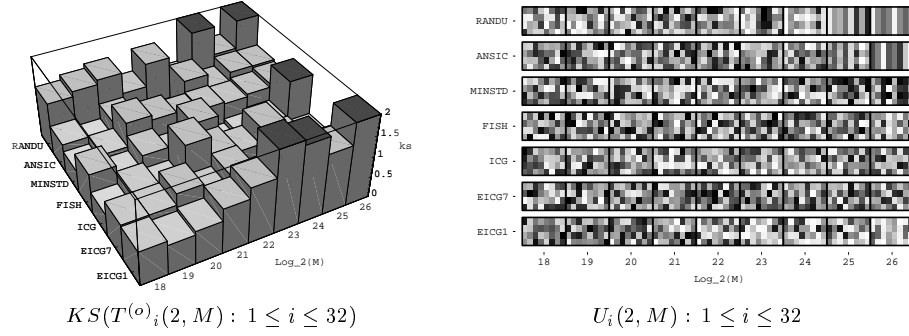 RANDU
ANSIC
MINSTD
FISH
ICG
EICG7
EICG1
18
19
20
21
22
23
24
25
26
Log_2(M)
0
0.5
1
1.5
2
ks
KS(T^(o)_i(2, M) : 1 ≤ i ≤ 32)
RANDU
ANSIC
MINSTD
FISH
ICG
EICG7
EICG1
18 19 20 21 22 23 24 25 26
Log_2(M)
U_i(2, M) : 1 ≤ i ≤ 32